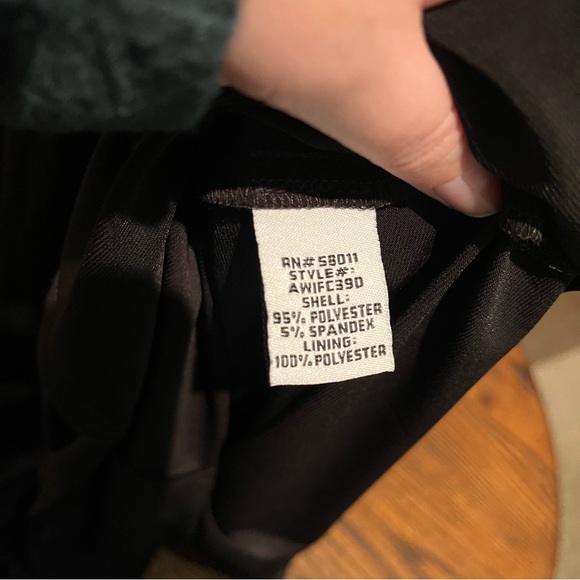 RN# 58011
STYLE#:
AWIFC390
SHELL:
95% POLYESTER
5% SPANDEX
LINING:
100% POLYESTER